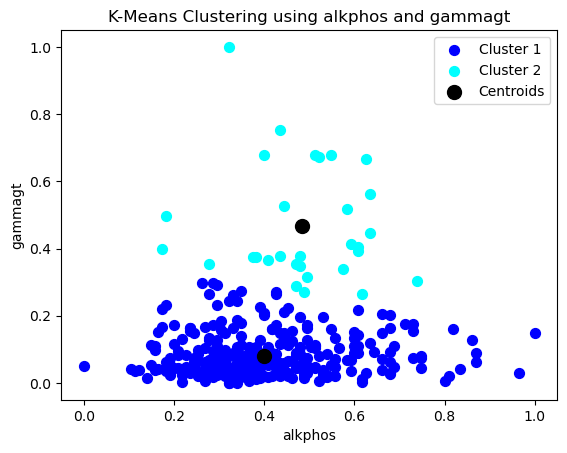 K-Means Clustering using alkphos and gammagt
Cluster 1
Cluster 2
Centroids
1.0
0.8
0.6
0.4
0.2
0.0
gammagt
0.0 0.2 0.4 0.6 0.8 1.0
alkphos